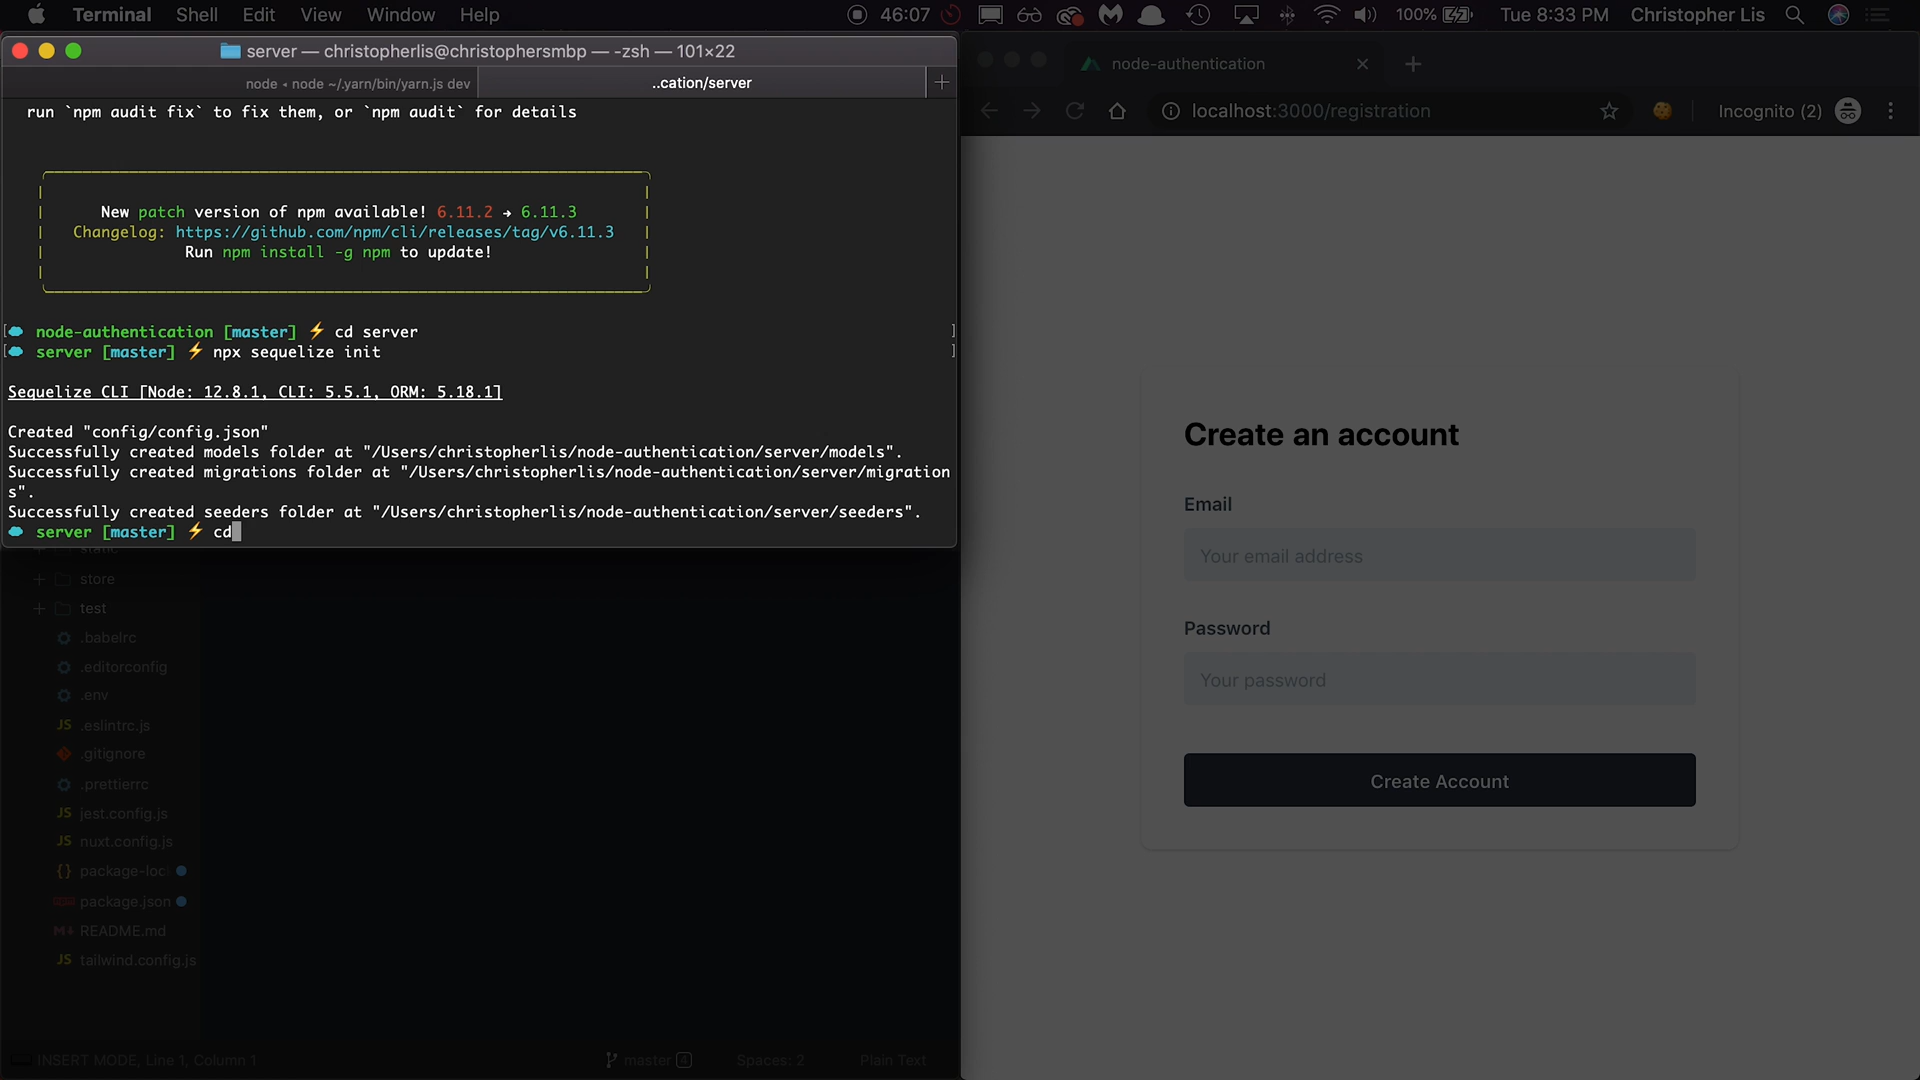 Terminal Shell Edit View Window Help 46:07 100% Tue 8:33 PM Christopher Lis
server — christopherlis@christophersmbp — -zsh — 101×22
node ◂ node ~/.yarn/bin/yarn.js dev
..cation/server
run `npm audit fix` to fix them, or `npm audit` for details
New patch version of npm available! 6.11.2 → 6.11.3
Changelog: https://github.com/npm/cli/releases/tag/v6.11.3
Run npm install -g npm to update!
node-authentication [master] ⚡ cd server
server [master] ⚡ npx sequelize init
Sequelize CLI [Node: 12.8.1, CLI: 5.5.1, ORM: 5.18.1]
Created "config/config.json"
Successfully created models folder at "/Users/christopherlis/node-authentication/server/models".
Successfully created migrations folder at "/Users/christopherlis/node-authentication/server/migration
s".
Successfully created seeders folder at "/Users/christopherlis/node-authentication/server/seeders".
server [master] ⚡ cd
static
store
test
.babelrc
.editorconfig
.env
JS .eslintrc.js
.gitignore
.prettierrc
JS jest.config.js
JS nuxt.config.js
{} package-loc
package.json
M↓ README.md
JS tailwind.config.js
INSERT MODE, Line 1, Column 1
master 4
Spaces: 2
Plain Text
node-authentication
localhost:3000/registration
Incognito (2)
Create an account
Email
Your email address
Password
Your password
Create Account